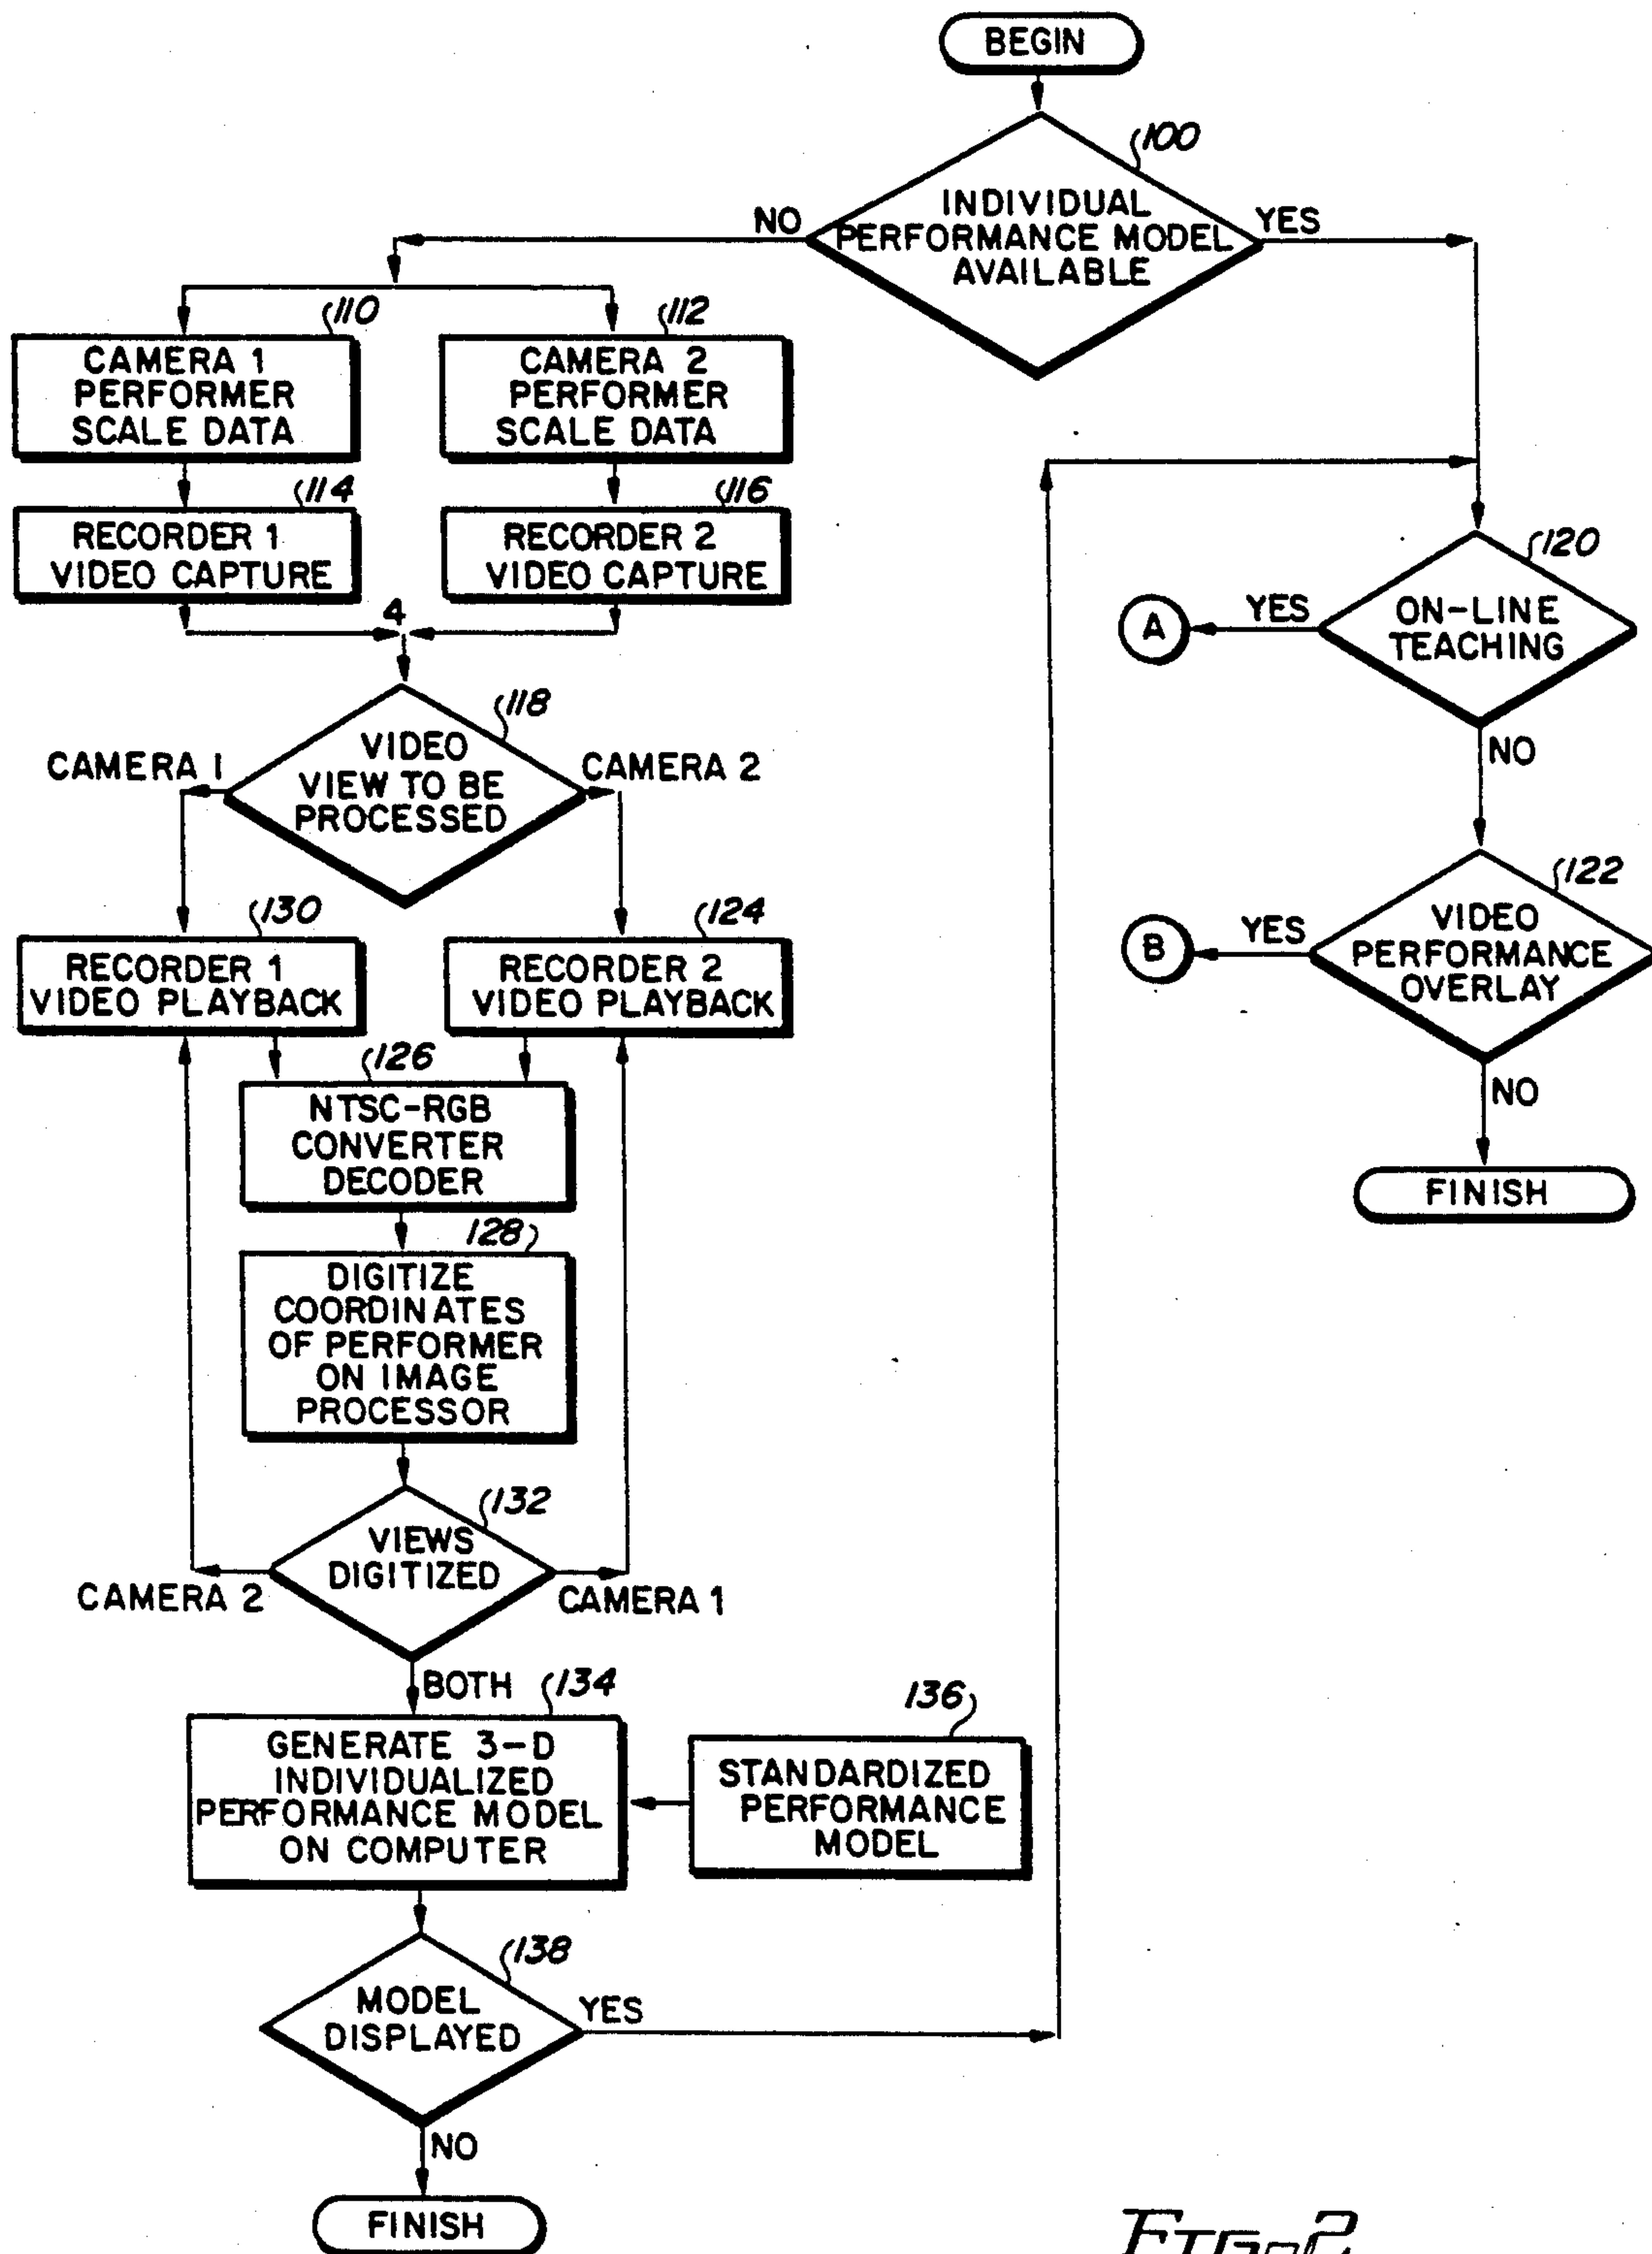 BEGIN
100
INDIVIDUAL
PERFORMANCE MODEL
AVAILABLE
NO
YES
110
CAMERA 1
PERFORMER
SCALE DATA
112
CAMERA 2
PERFORMER
SCALE DATA
114
RECORDER 1
VIDEO CAPTURE
116
RECORDER 2
VIDEO CAPTURE
4
118
VIDEO
VIEW TO BE
PROCESSED
CAMERA 1
CAMERA 2
130
RECORDER 1
VIDEO PLAYBACK
124
RECORDER 2
VIDEO PLAYBACK
126
NTSC-RGB
CONVERTER
DECODER
128
DIGITIZE
COORDINATES
OF PERFORMER
ON IMAGE
PROCESSOR
132
VIEWS
DIGITIZED
CAMERA 2
CAMERA 1
BOTH
134
GENERATE 3-D
INDIVIDUALIZED
PERFORMANCE MODEL
ON COMPUTER
136
STANDARDIZED
PERFORMANCE
MODEL
138
MODEL
DISPLAYED
YES
NO
FINISH
120
ON-LINE
TEACHING
YES
A
NO
122
VIDEO
PERFORMANCE
OVERLAY
YES
B
NO
FINISH
FIG-2